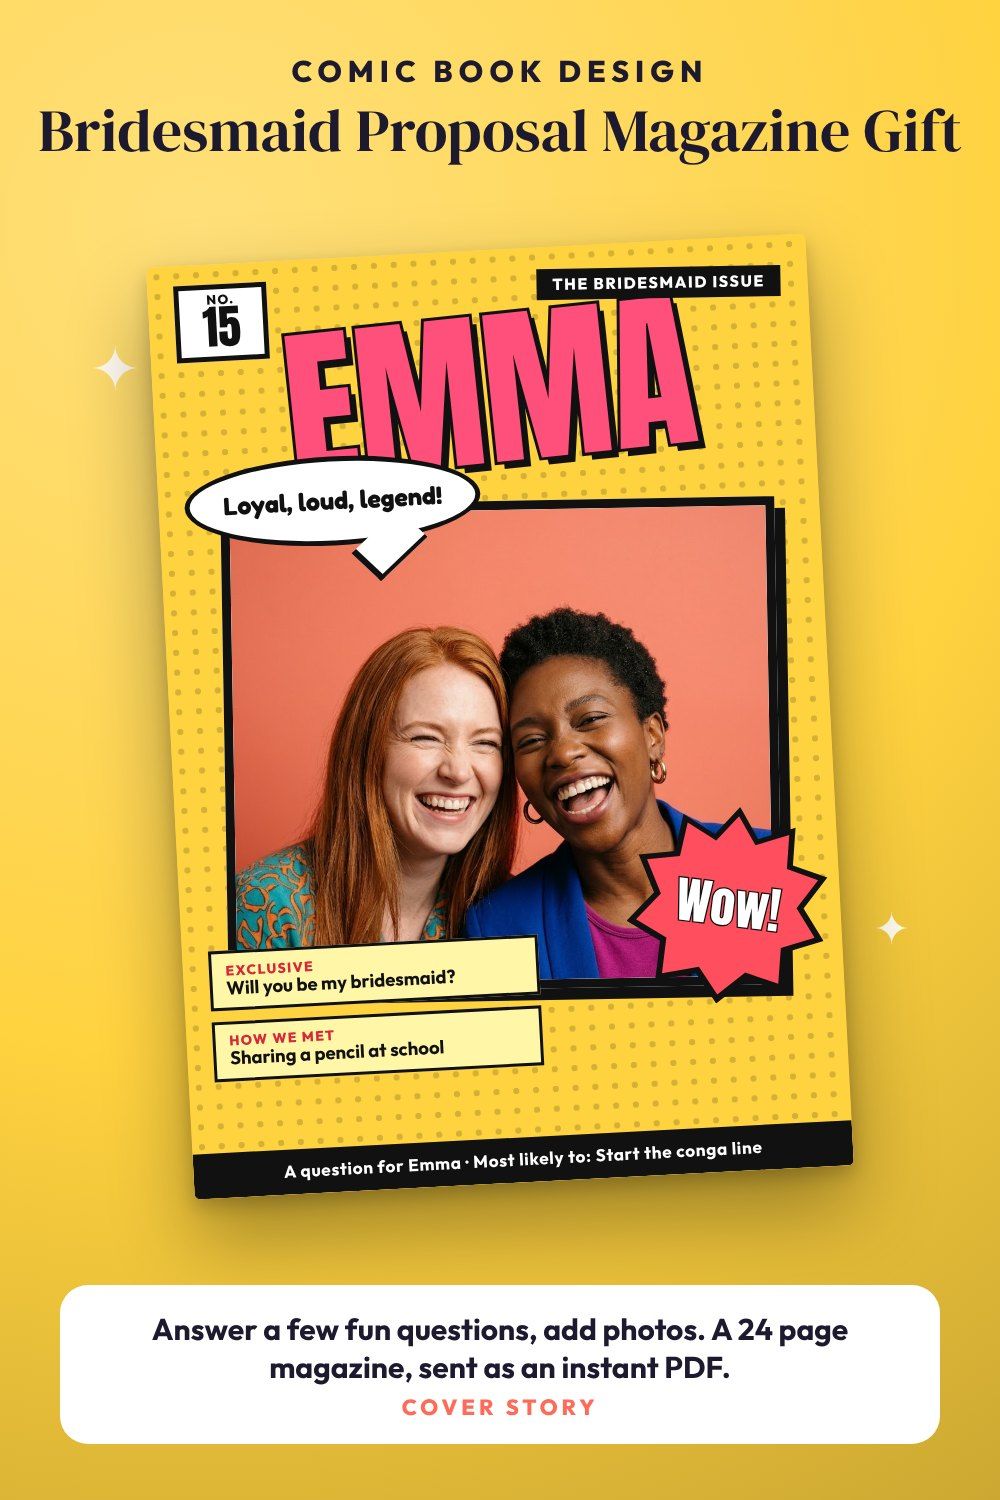 COMIC BOOK DESIGN
Bridesmaid Proposal Magazine Gift
THE BRIDESMAID ISSUE
NO.
15
EMMA
Loyal, loud, legend!
Wow!
EXCLUSIVE
Will you be my bridesmaid?
HOW WE MET
Sharing a pencil at school
A question for Emma · Most likely to: Start the conga line
Answer a few fun questions, add photos. A 24 page
magazine, sent as an instant PDF.
COVER STORY